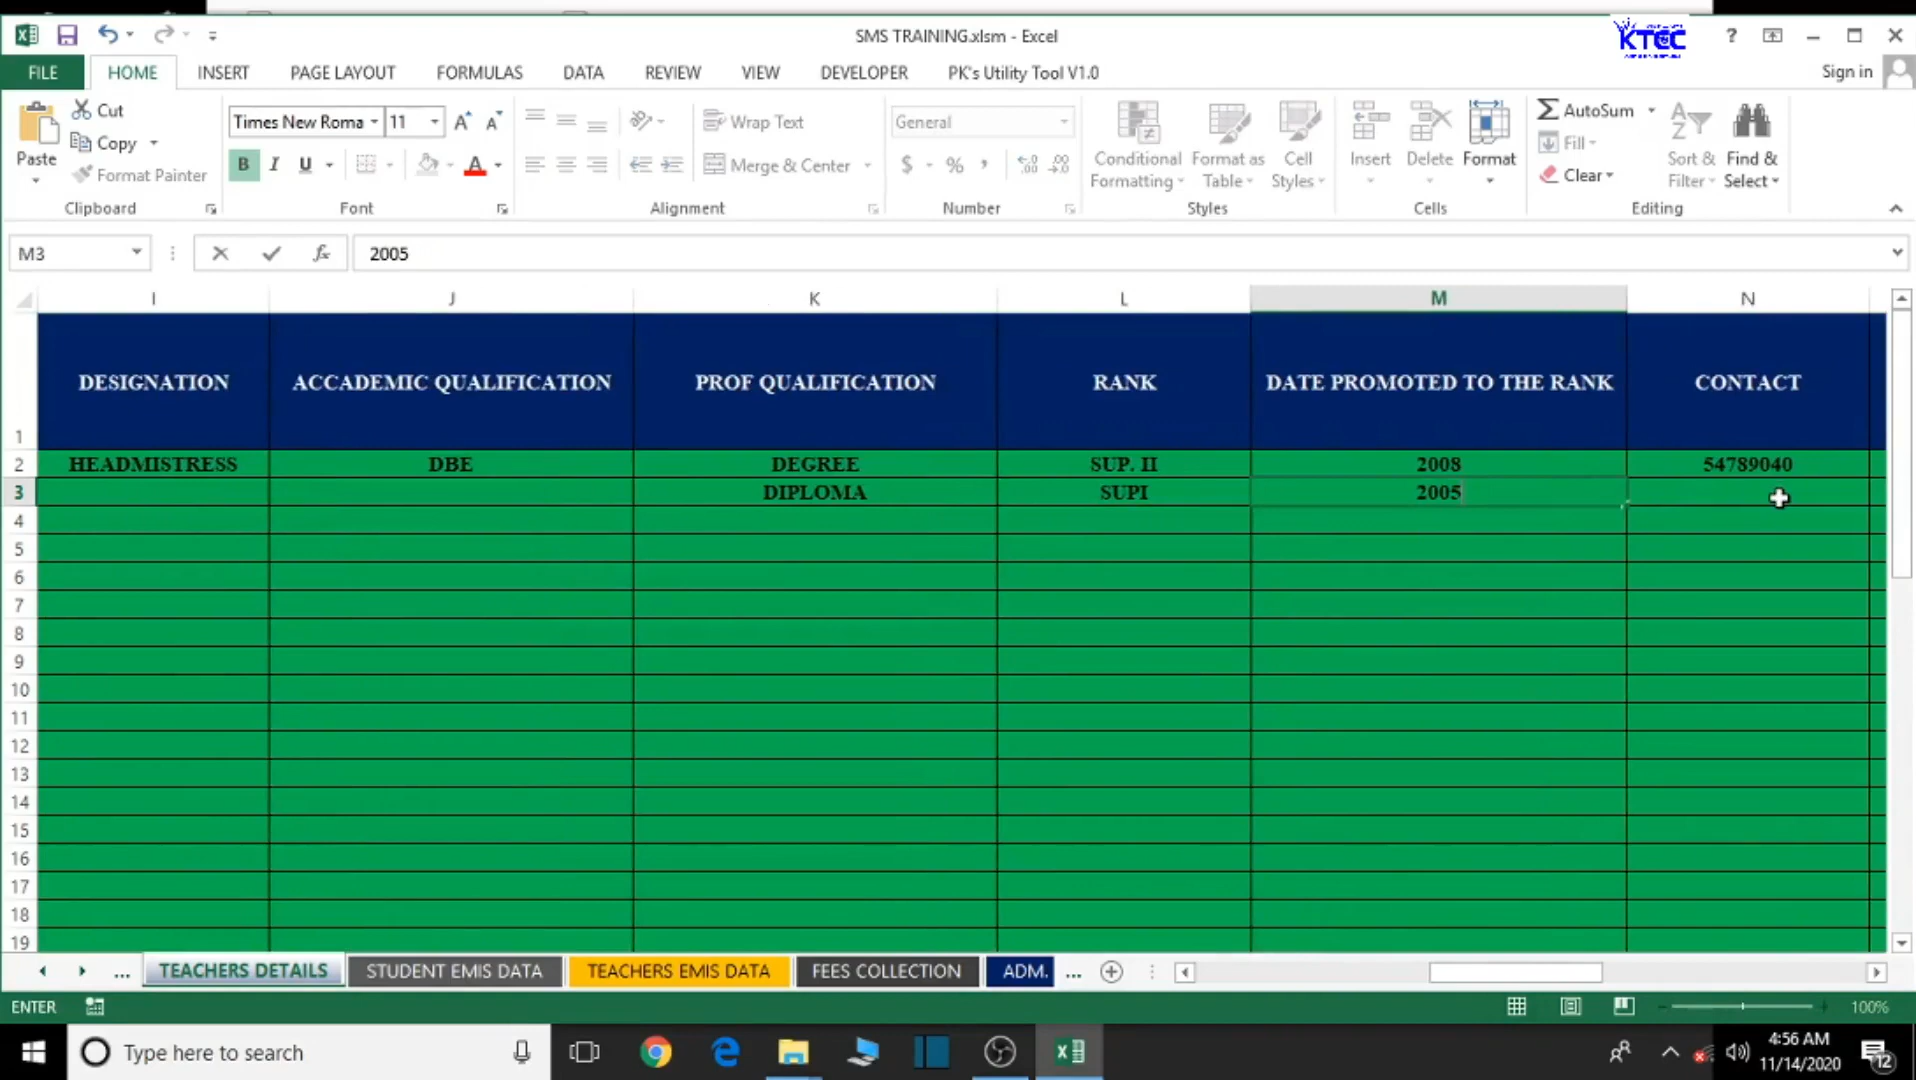 SMS TRAINING.xlsm - Excel
KTCC
?
FILE HOME INSERT PAGE LAYOUT FORMULAS DATA REVIEW VIEW DEVELOPER PK's Utility Tool V1.0 Sign in
Paste
Cut
Copy
Format Painter
Clipboard
Times New Roma 11
B I U
Font
Wrap Text
Merge & Center
Alignment
General
$ % ,
Number
Conditional Formatting
Format as Table
Cell Styles
Styles
Insert
Delete
Format
Cells
AutoSum
Fill
Clear
Sort & Filter
Find & Select
Editing
M3 fx 2005
I J K L M N
1 DESIGNATION ACCADEMIC QUALIFICATION PROF QUALIFICATION RANK DATE PROMOTED TO THE RANK CONTACT
2 HEADMISTRESS DBE DEGREE SUP. II 2008 54789040
3 DIPLOMA SUPI 2005
4
5
6
7
8
9
10
11
12
13
14
15
16
17
18
19
... TEACHERS DETAILS STUDENT EMIS DATA TEACHERS EMIS DATA FEES COLLECTION ADM. ...
ENTER 100%
Type here to search
4:56 AM
11/14/2020
12